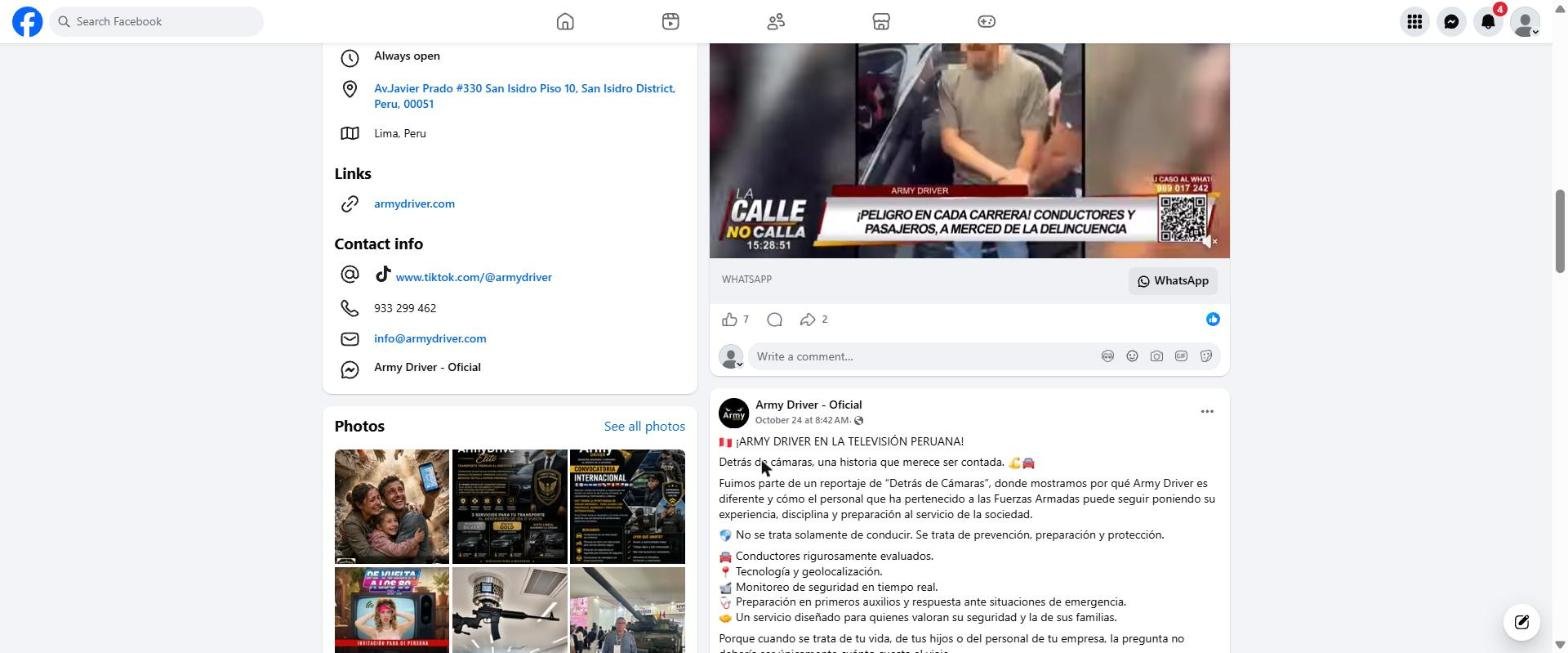 Search Facebook
4
Always open
Av.Javier Prado #330 San Isidro Piso 10, San Isidro District,
Peru, 00051
Lima, Peru
Links
armydriver.com
Contact info
www.tiktok.com/@armydriver
933 299 462
info@armydriver.com
Army Driver - Oficial
Photos
See all photos
Elite
CONVOCATORIA
INTERNACIONAL
DE VUELTA
A LOS 80
ARMY DRIVER
LA
CALLE
NO CALLA
15:28:51
¡PELIGRO EN CADA CARRERA! CONDUCTORES Y
PASAJEROS, A MERCED DE LA DELINCUENCIA
989 017 242
WHATSAPP
WhatsApp
7
2
Write a comment...
Army Driver - Oficial
October 24 at 8:42 AM ·
🇵🇪 ¡ARMY DRIVER EN LA TELEVISIÓN PERUANA!
Detrás de cámaras, una historia que merece ser contada. 💪🚘
Fuimos parte de un reportaje de “Detrás de Cámaras”, donde mostramos por qué Army Driver es
diferente y cómo el personal que ha pertenecido a las Fuerzas Armadas puede seguir poniendo su
experiencia, disciplina y preparación al servicio de la sociedad.
No se trata solamente de conducir. Se trata de prevención, preparación y protección.
🚘 Conductores rigurosamente evaluados.
📍 Tecnología y geolocalización.
Monitoreo de seguridad en tiempo real.
🩺 Preparación en primeros auxilios y respuesta ante situaciones de emergencia.
🤝 Un servicio diseñado para quienes valoran su seguridad y la de sus familias.
Porque cuando se trata de tu vida, de tus hijos o del personal de tu empresa, la pregunta no